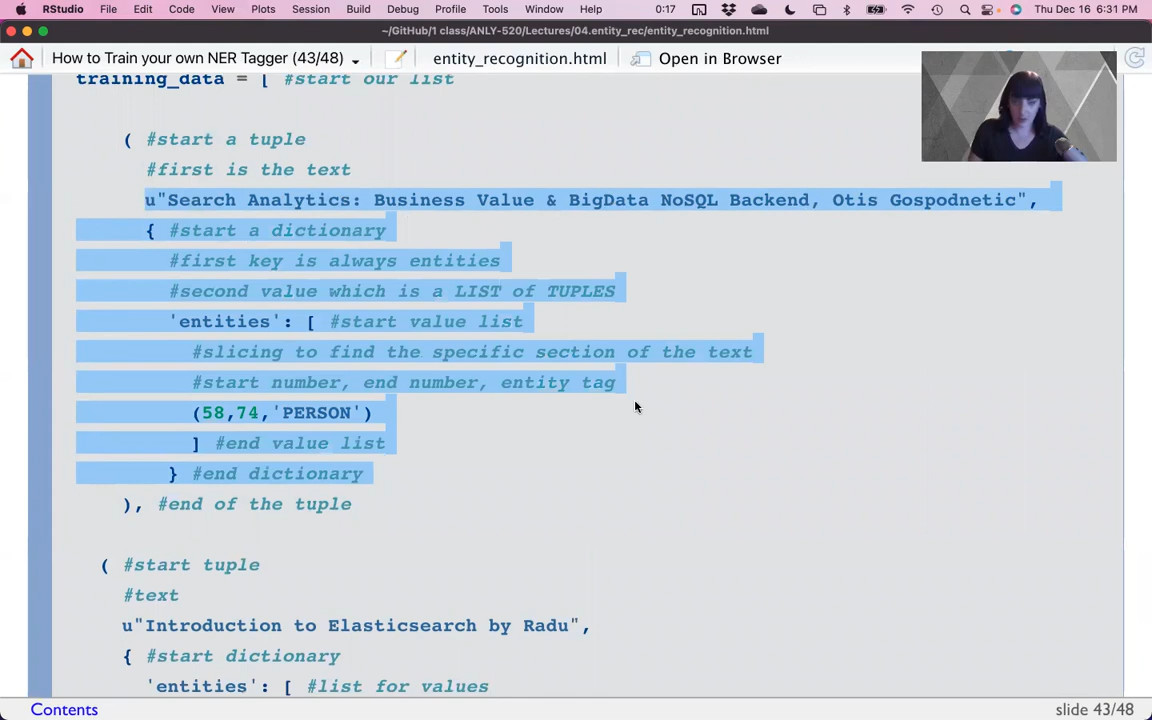 RStudio File Edit Code View Plots Session Build Debug Profile Tools Window Help 0:17 Thu Dec 16 6:31 PM
~/GitHub/1 class/ANLY-520/Lectures/04.entity_rec/entity_recognition.html
How to Train your own NER Tagger (43/48) entity_recognition.html Open in Browser
training_data = [ #start our list
( #start a tuple
#first is the text
u"Search Analytics: Business Value & BigData NoSQL Backend, Otis Gospodnetic",
{ #start a dictionary
#first key is always entities
#second value which is a LIST of TUPLES
'entities': [ #start value list
#slicing to find the specific section of the text
#start number, end number, entity tag
(58,74,'PERSON')
] #end value list
} #end dictionary
), #end of the tuple
( #start tuple
#text
u"Introduction to Elasticsearch by Radu",
{ #start dictionary
'entities': [ #list for values
Contents slide 43/48